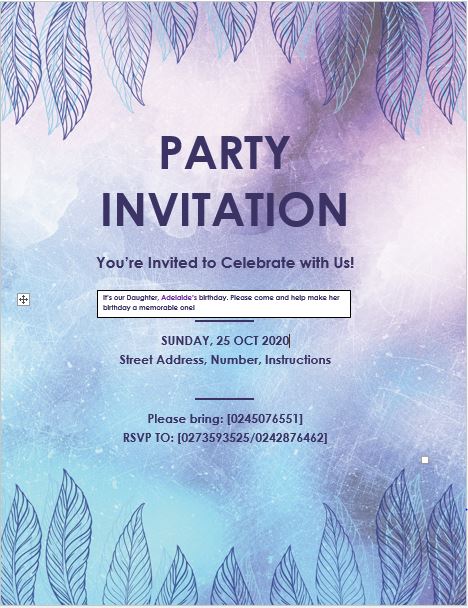 PARTY
INVITATION
You're Invited to Celebrate with Us!
It's our Daughter, Adelaide's birthday. Please come and help make her
birthday a memorable one!
SUNDAY, 25 OCT 2020
Street Address, Number, Instructions
Please bring: [0245076551]
RSVP TO: [0273593525/0242876462]